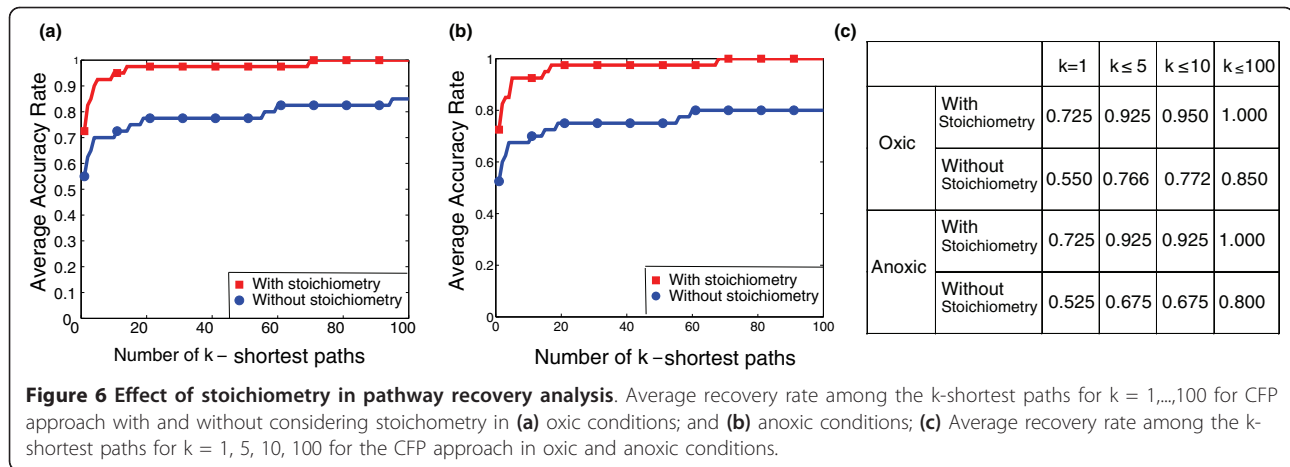 (a)
Average Accuracy Rate
1
0.9
0.8
0.7
0.6
0.5
0.4
0.3
0.2
0.1
0
0 20 40 60 80 100
Number of k – shortest paths
With stoichiometry
Without stoichiometry
(b)
Average Accuracy Rate
1
0.8
0.6
0.4
0.2
0
0 20 40 60 80 100
Number of k – shortest paths
With stoichiometry
Without stoichiometry
(c)
k=1 k ≤ 5 k ≤10 k ≤100
Oxic
With Stoichiometry 0.725 0.925 0.950 1.000
Without Stoichiometry 0.550 0.766 0.772 0.850
Anoxic
With Stoichiometry 0.725 0.925 0.925 1.000
Without Stoichiometry 0.525 0.675 0.675 0.800
Figure 6 Effect of stoichiometry in pathway recovery analysis. Average recovery rate among the k-shortest paths for k = 1,...,100 for CFP
approach with and without considering stoichometry in (a) oxic conditions; and (b) anoxic conditions; (c) Average recovery rate among the k-
shortest paths for k = 1, 5, 10, 100 for the CFP approach in oxic and anoxic conditions.